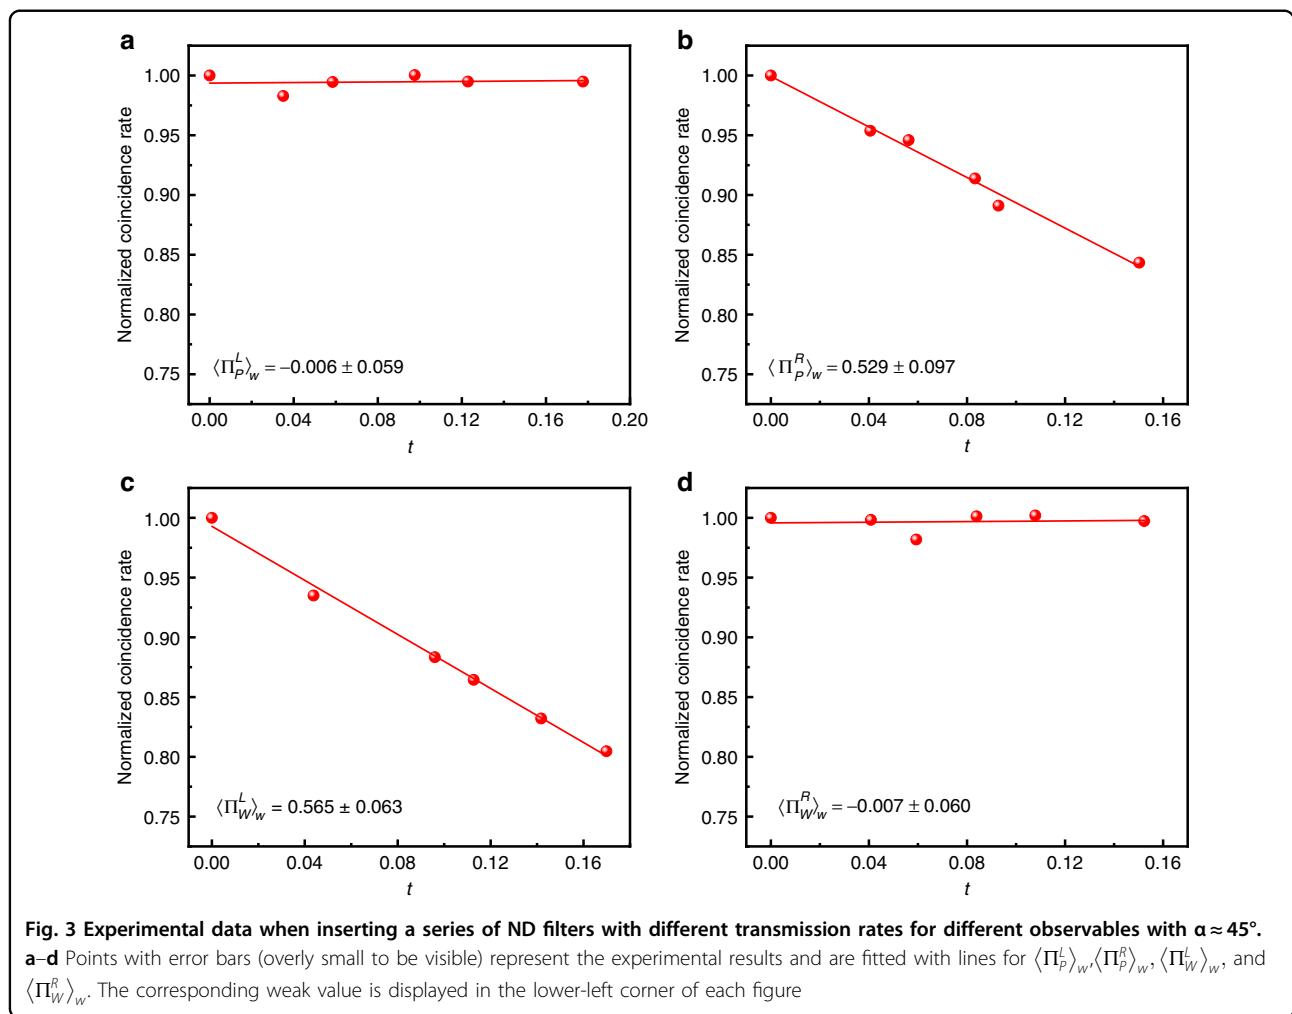 a
Normalized coincidence rate
1.00
0.95
0.90
0.85
0.80
0.75
⟨Π_P^L⟩_w = −0.006 ± 0.059
0.00 0.04 0.08 0.12 0.16 0.20
t
b
Normalized coincidence rate
1.00
0.95
0.90
0.85
0.80
0.75
⟨Π_P^R⟩_w = 0.529 ± 0.097
0.00 0.04 0.08 0.12 0.16
t
c
Normalized coincidence rate
1.00
0.95
0.90
0.85
0.80
0.75
⟨Π_W^L⟩_w = 0.565 ± 0.063
0.00 0.04 0.08 0.12 0.16
t
d
Normalized coincidence rate
1.00
0.95
0.90
0.85
0.80
0.75
⟨Π_W^R⟩_w = −0.007 ± 0.060
0.00 0.04 0.08 0.12 0.16
t
Fig. 3 Experimental data when inserting a series of ND filters with different transmission rates for different observables with α ≈ 45°.
a–d Points with error bars (overly small to be visible) represent the experimental results and are fitted with lines for ⟨Π_P^L⟩_w, ⟨Π_P^R⟩_w, ⟨Π_W^L⟩_w, and
⟨Π_W^R⟩_w. The corresponding weak value is displayed in the lower-left corner of each figure